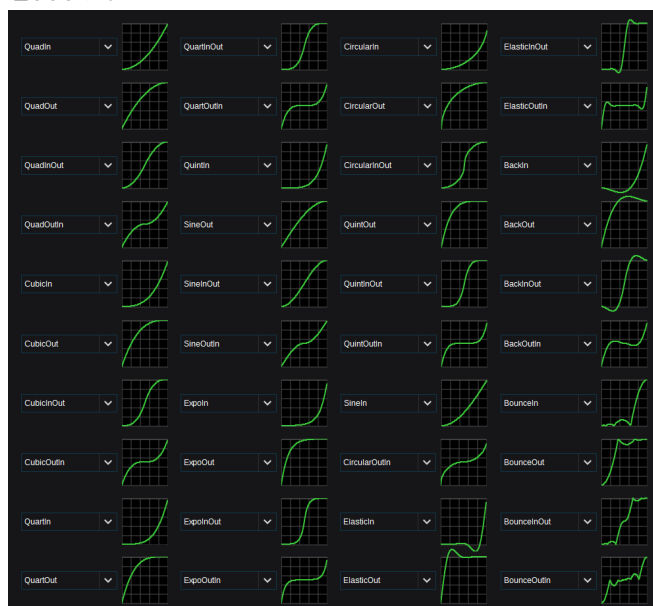 QuadIn
QuartInOut
CircularIn
ElasticInOut
QuadOut
QuartOutIn
CircularOut
ElasticOutIn
QuadInOut
QuintIn
CircularInOut
BackIn
QuadOutIn
SineOut
QuintOut
BackOut
CubicIn
SineInOut
QuintInOut
BackInOut
CubicOut
SineOutIn
QuintOutIn
BackOutIn
CubicInOut
ExpoIn
SineIn
BounceIn
CubicOutIn
ExpoOut
CircularOutIn
BounceOut
QuartIn
ExpoInOut
ElasticIn
BounceInOut
QuartOut
ExpoOutIn
ElasticOut
BounceOutIn